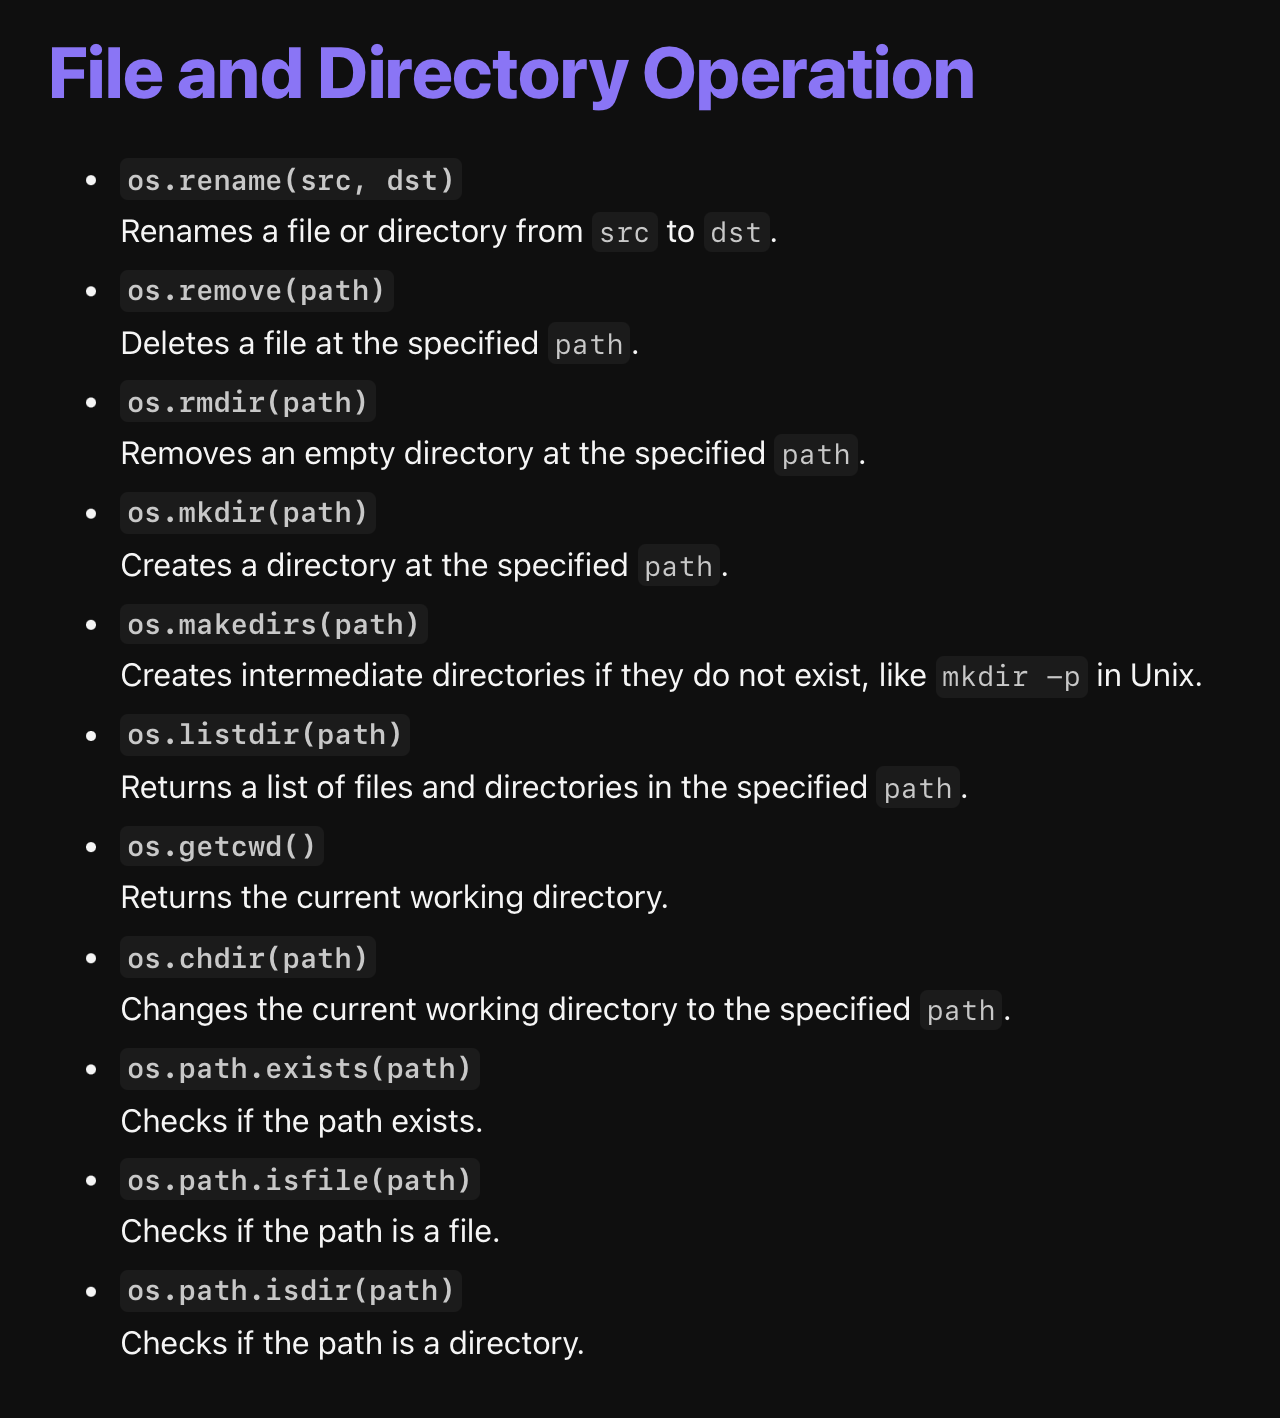 File and Directory Operation
os.rename(src, dst)
Renames a file or directory from src to dst.
os.remove(path)
Deletes a file at the specified path.
os.rmdir(path)
Removes an empty directory at the specified path.
os.mkdir(path)
Creates a directory at the specified path.
os.makedirs(path)
Creates intermediate directories if they do not exist, like mkdir -p in Unix.
os.listdir(path)
Returns a list of files and directories in the specified path.
os.getcwd()
Returns the current working directory.
os.chdir(path)
Changes the current working directory to the specified path.
os.path.exists(path)
Checks if the path exists.
os.path.isfile(path)
Checks if the path is a file.
os.path.isdir(path)
Checks if the path is a directory.